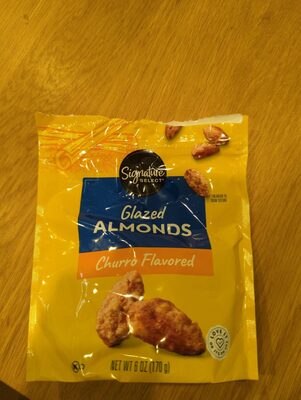 Signature
SELECT
Glazed
ALMONDS
Churro Flavored
NET WT 6 OZ (170 g)